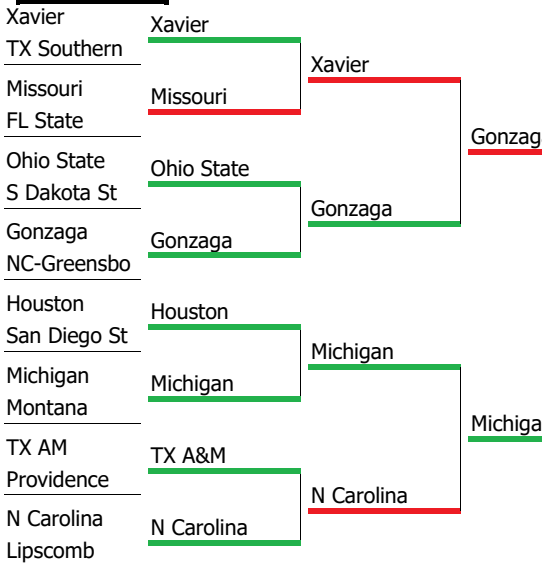 Xavier
TX Southern
Missouri
FL State
Ohio State
S Dakota St
Gonzaga
NC-Greensbo
Houston
San Diego St
Michigan
Montana
TX AM
Providence
N Carolina
Lipscomb
Xavier
Missouri
Ohio State
Gonzaga
Houston
Michigan
TX A&M
N Carolina
Xavier
Gonzaga
Michigan
N Carolina
Gonzag
Michiga